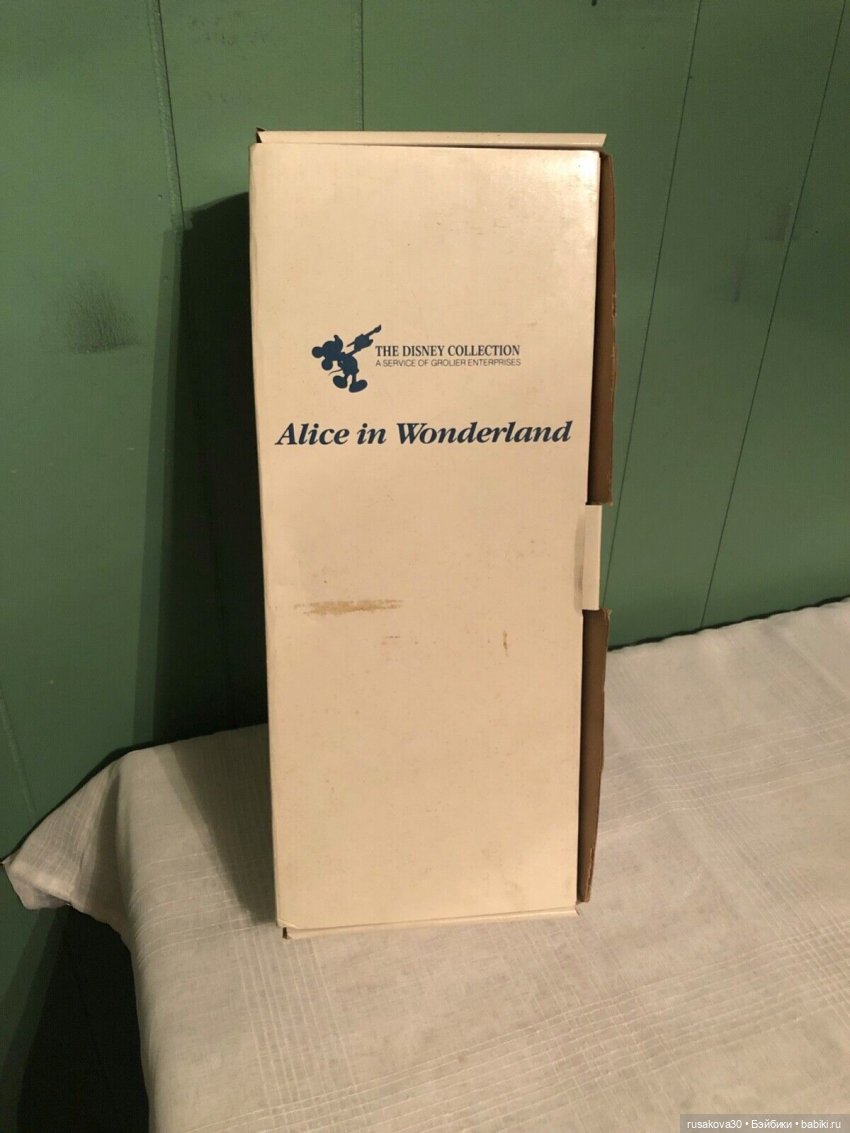 THE DISNEY COLLECTION
A SERVICE OF GROLIER ENTERPRISES
Alice in Wonderland
rusakova30 • Бэйбики • babiki.ru